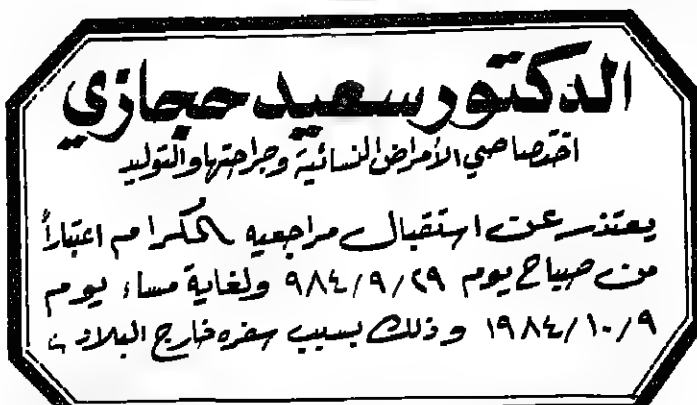 الدكتور سعيد حجازي
اختصاصي الأمراض النسائية وجراحتها والتوليد
يعتذر عن استقبال مراجعيه الكرام اعتباراً
من صباح يوم ٩٨٤/٩/٢٩ ولغاية مساء يوم
١٩٨٤/١٠/٩ وذلك بسبب سفره خارج البلاد